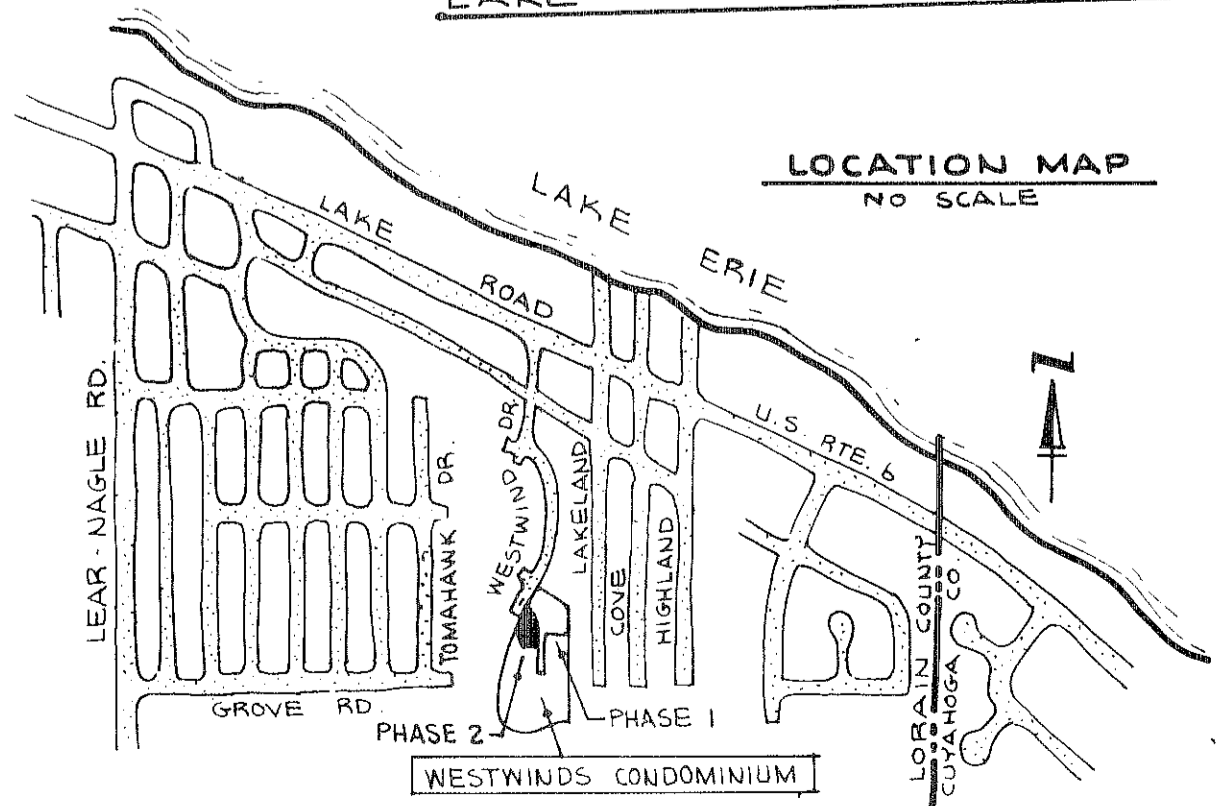 LAKE
LOCATION MAP
NO SCALE
LAKE ERIE
LAKE ROAD
U.S RTE. 6
LEAR-NAGLE RD.
TOMAHAWK DR.
WESTWIND DR.
LAKELAND
COVE
HIGHLAND
LORAIN COUNTY
CUYAHOGA CO
GROVE RD.
PHASE 2
PHASE 1
WESTWINDS CONDOMINIUM
N